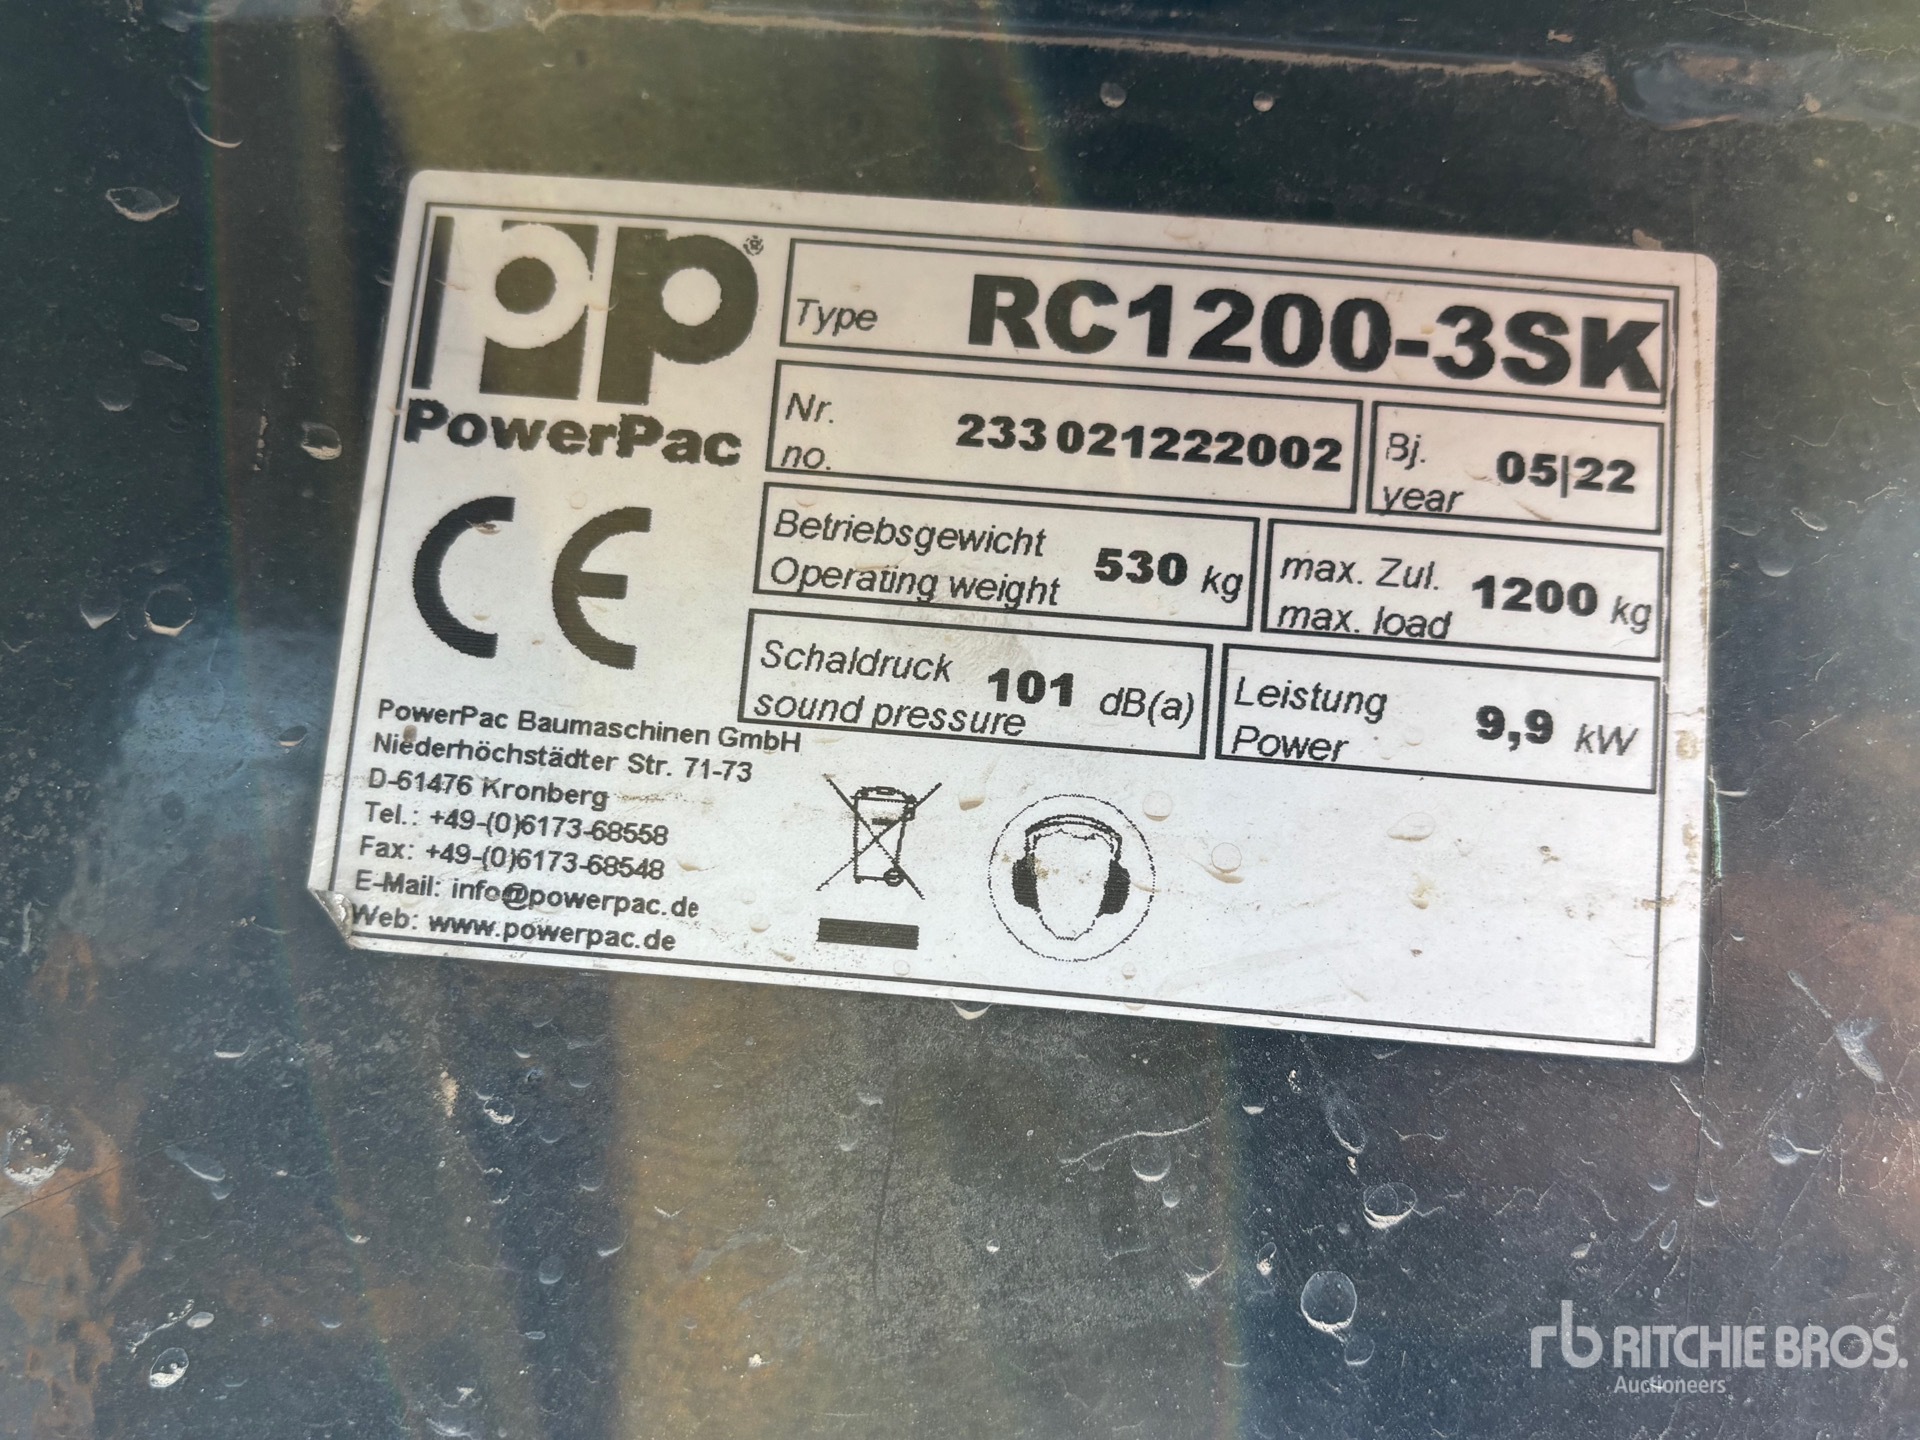 PowerPac
Type RC1200-3SK
Nr.
no. 233021222002
Bj.
year 05|22
Betriebsgewicht
Operating weight 530 kg
max. Zul.
max. load 1200 kg
Schaldruck
sound pressure 101 dB(a)
Leistung
Power 9,9 kW
CE
PowerPac Baumaschinen GmbH
Niederhöchstädter Str. 71-73
D-61476 Kronberg
Tel.: +49-(0)6173-68558
Fax: +49-(0)6173-68548
E-Mail: info@powerpac.de
Web: www.powerpac.de
rb RITCHIE BROS.
Auctioneers